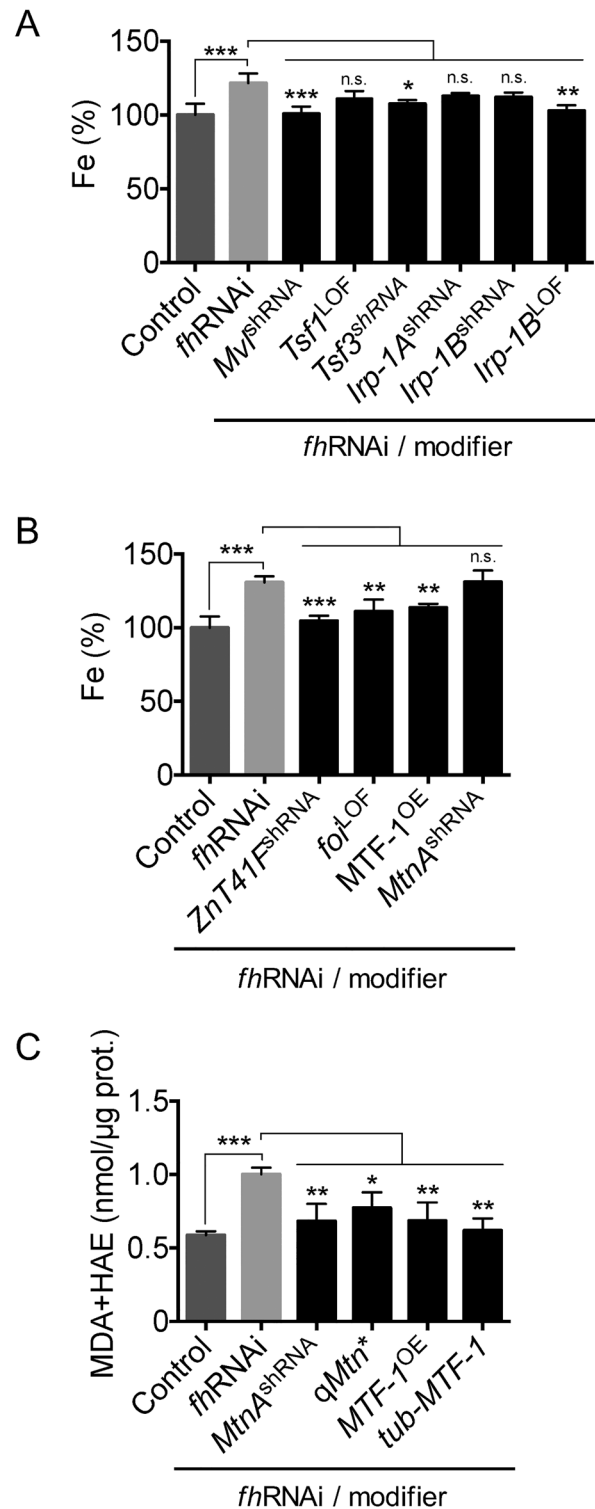 A
Fe (%)
150
100
50
0
***
***
n.s.
*
n.s.
n.s.
**
Control
fhRNAi
MvlshRNA
Tsf1LOF
Tsf3shRNA
Irp-1AshRNA
Irp-1BshRNA
Irp-1BLOF
fhRNAi / modifier
B
Fe (%)
150
100
50
0
***
***
**
**
n.s.
Control
fhRNAi
ZnT41FshRNA
foiLOF
MTF-1OE
MtnAshRNA
fhRNAi / modifier
C
MDA+HAE (nmol/µg prot.)
1.5
1.0
0.5
0
***
**
*
**
**
Control
fhRNAi
MtnAshRNA
qMtn*
MTF-1OE
tub-MTF-1
fhRNAi / modifier